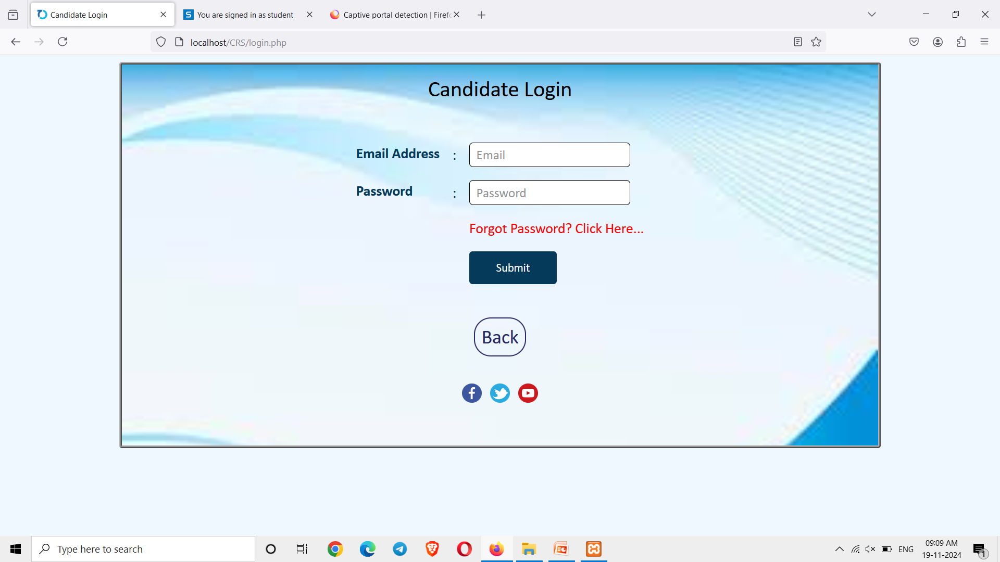 Candidate Login
You are signed in as student
Captive portal detection | Firefo
localhost/CRS/login.php
Candidate Login
Email Address : Email
Password : Password
Forgot Password? Click Here...
Submit
Back
Type here to search
ENG
09:09 AM
19-11-2024
1